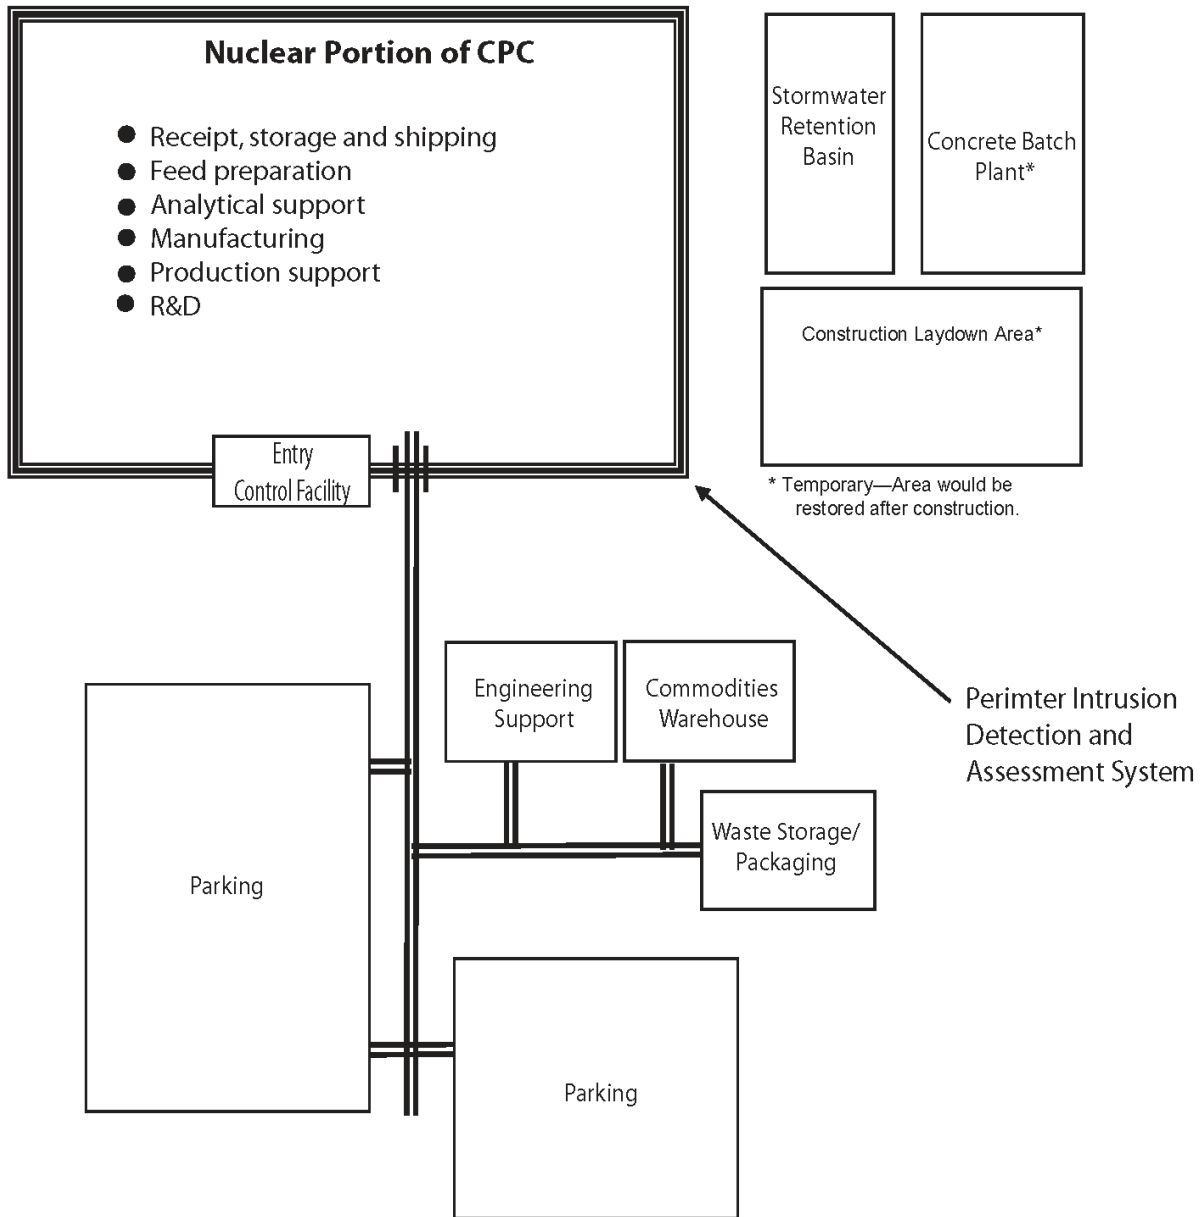 Nuclear Portion of CPC
● Receipt, storage and shipping
● Feed preparation
● Analytical support
● Manufacturing
● Production support
● R&D
Stormwater
Retention
Basin
Concrete Batch
Plant*
Construction Laydown Area*
* Temporary—Area would be
restored after construction.
Entry
Control Facility
Engineering
Support
Commodities
Warehouse
Perimter Intrusion
Detection and
Assessment System
Waste Storage/
Packaging
Parking
Parking